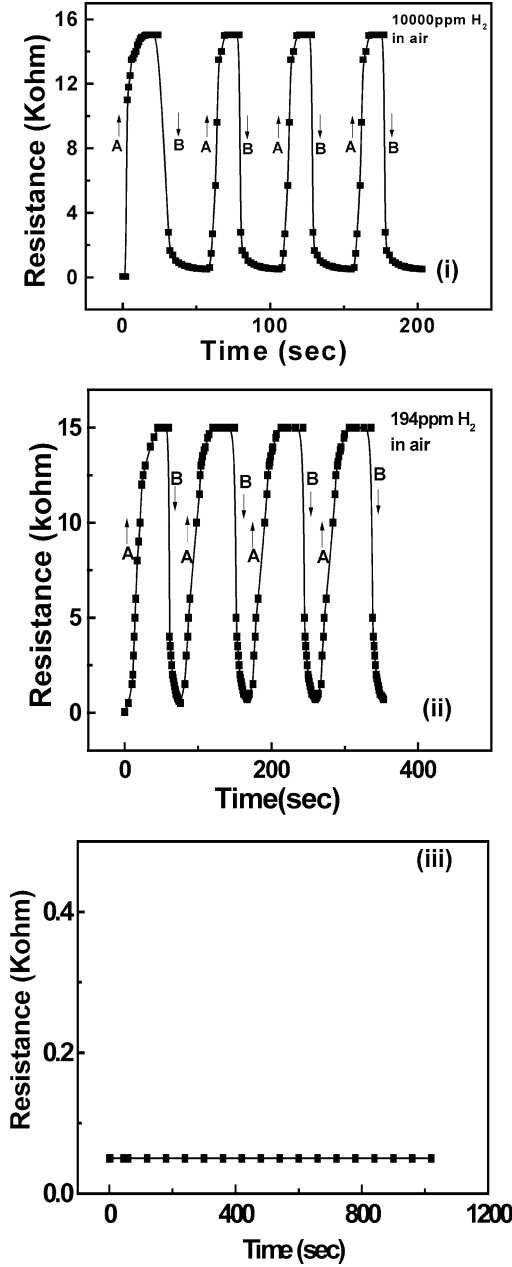 10000ppm H₂
in air
16
12
8
4
0
Resistance (Kohm)
A B A B A B A B
(i)
0 100 200
Time (sec)
194ppm H₂
in air
15
10
5
0
Resistance (kohm)
A B A B A B A B
(ii)
0 200 400
Time(sec)
(iii)
0.4
0.2
0.0
Resistance (Kohm)
0 400 800 1200
Time (sec)